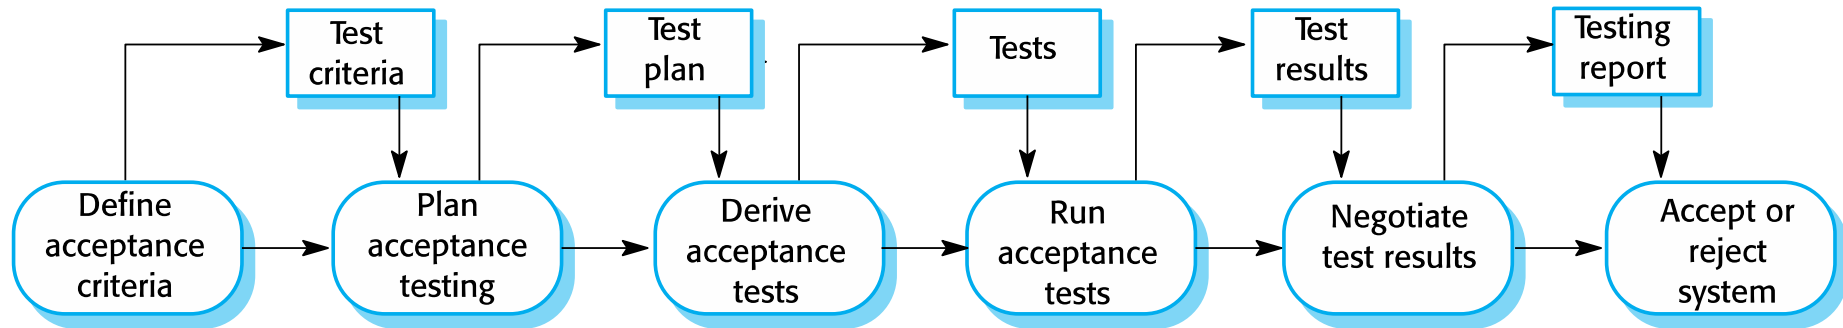 Test
criteria
Test
plan
Tests
Test
results
Testing
report
Define
acceptance
criteria
Plan
acceptance
testing
Derive
acceptance
tests
Run
acceptance
tests
Negotiate
test results
Accept or
reject
system